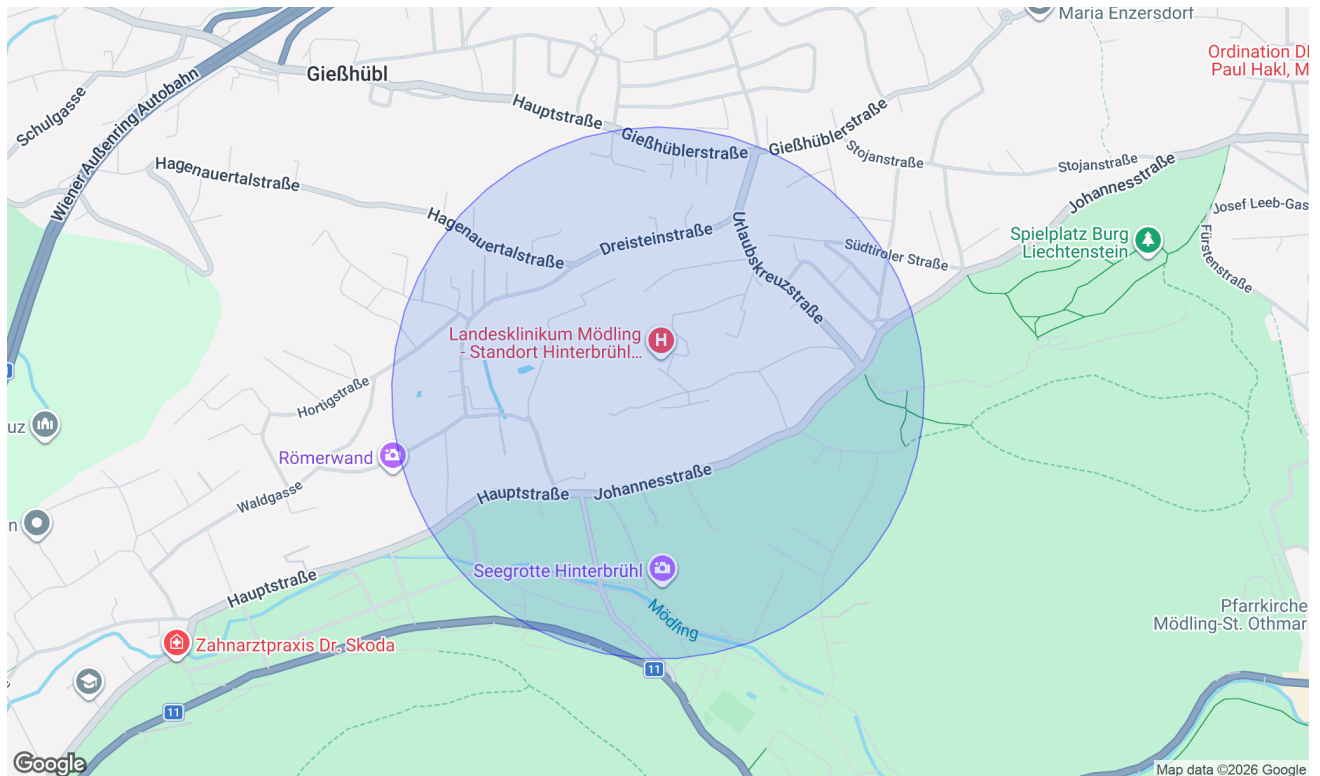 Maria Enzersdorf
Ordination D
Paul Hakl, M
Gießhübl
Schulgasse
Wiener Außenring Autobahn
Hauptstraße
Gießhüblerstraße
Gießhüblerstraße
Stojanstraße
Stojanstraße
Johannesstraße
Hagenauertalstraße
Hagenauertalstraße
Dreisteinstraße
Urlaubskreuzstraße
Südtiroler Straße
Spielplatz Burg
Liechtenstein
Josef Leeb-Gas
Fürstenstraße
Landesklinikum Mödling
- Standort Hinterbrühl...
H
Hortigstraße
uz
Römerwand
Waldgasse
n
Hauptstraße
Johannesstraße
Seegrotte Hinterbrühl
Mödling
Hauptstraße
Zahnarztpraxis Dr. Skoda
Pfarrkirche
Mödling-St. Othmar
11
11
Google
Map data ©2026 Google